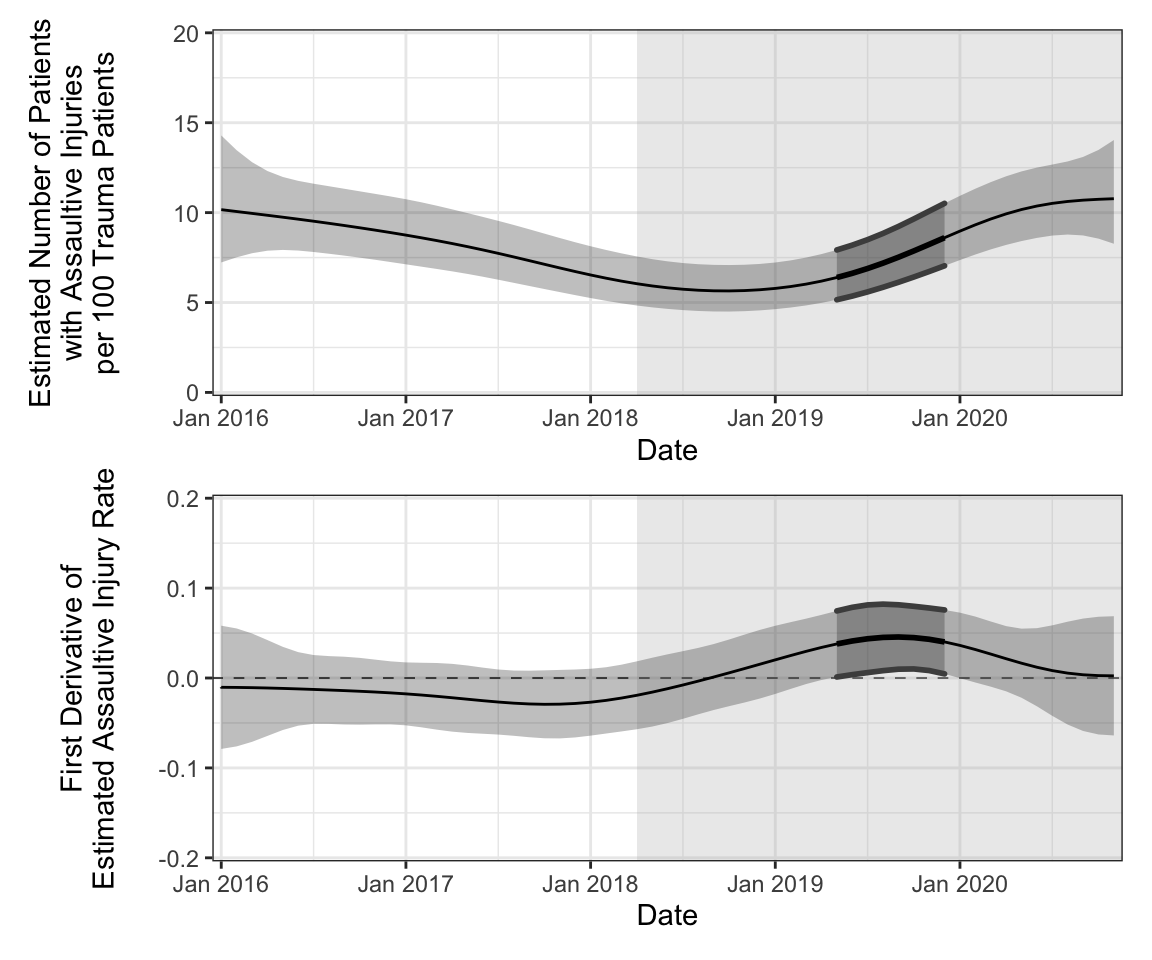 Estimated Number of Patients
with Assaultive Injuries
per 100 Trauma Patients
20
15
10
5
0
Jan 2016 Jan 2017 Jan 2018 Jan 2019 Jan 2020
Date
First Derivative of
Estimated Assaultive Injury Rate
0.2
0.1
0.0
-0.1
-0.2
Jan 2016 Jan 2017 Jan 2018 Jan 2019 Jan 2020
Date